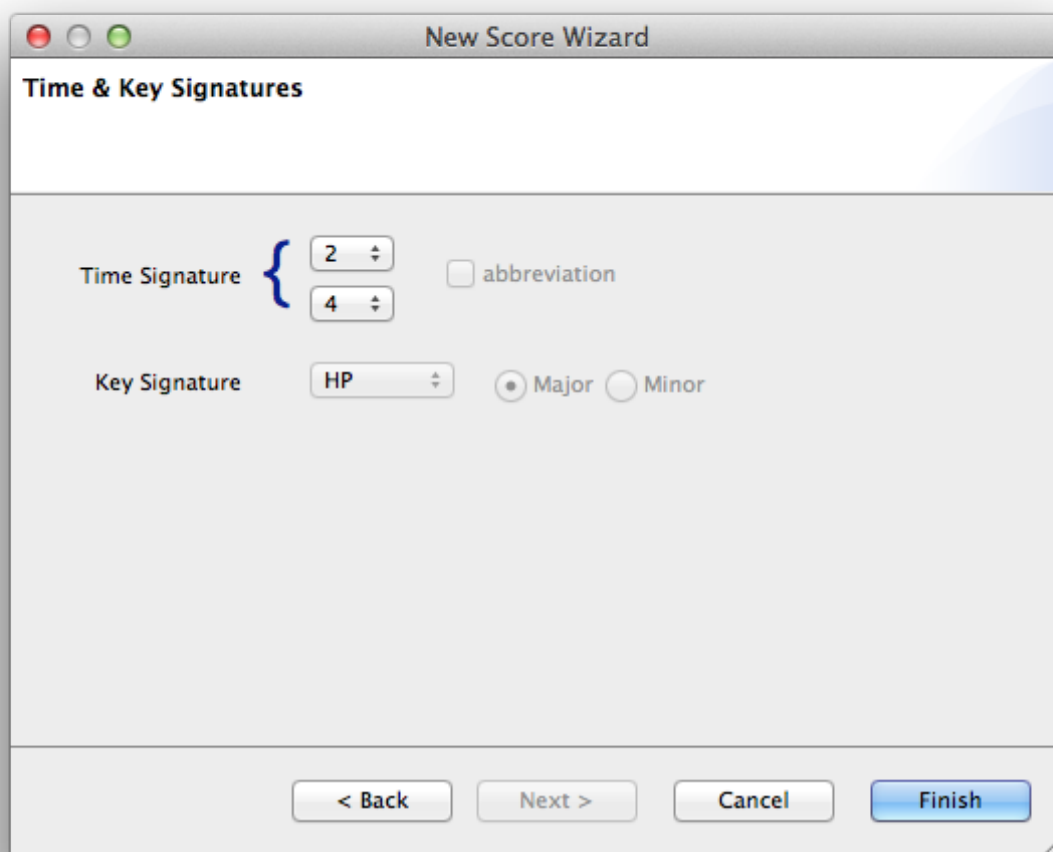 New Score Wizard
Time & Key Signatures
Time Signature { 2
4
abbreviation
Key Signature HP Major Minor
< Back Next > Cancel Finish